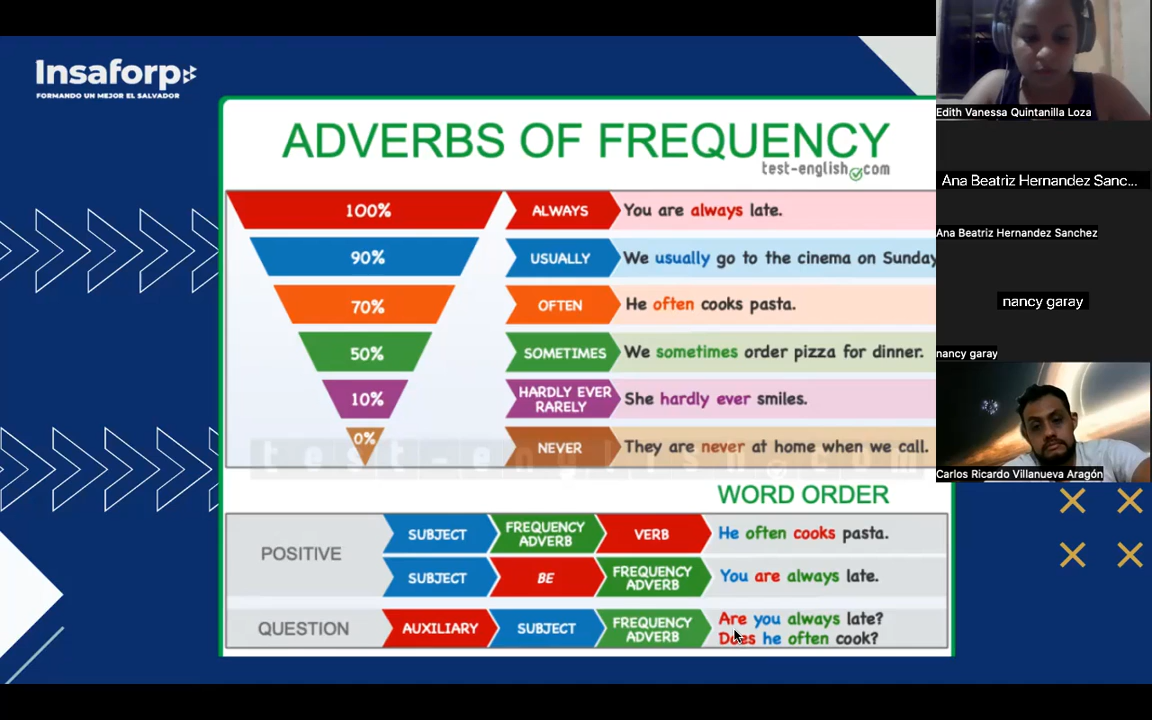 Insaforp
FORMANDO UN MEJOR EL SALVADOR
ADVERBS OF FREQUENCY
test-english.com
100% ALWAYS You are always late.
90% USUALLY We usually go to the cinema on Sunday
70% OFTEN He often cooks pasta.
50% SOMETIMES We sometimes order pizza for dinner.
10% HARDLY EVER RARELY She hardly ever smiles.
0% NEVER They are never at home when we call.
test-english.com
WORD ORDER
POSITIVE
SUBJECT FREQUENCY ADVERB VERB He often cooks pasta.
SUBJECT BE FREQUENCY ADVERB You are always late.
QUESTION AUXILIARY SUBJECT FREQUENCY ADVERB Are you always late?
Does he often cook?
Edith Vanessa Quintanilla Loza
Ana Beatriz Hernandez Sanc...
Ana Beatriz Hernandez Sanchez
nancy garay
nancy garay
Carlos Ricardo Villanueva Aragón